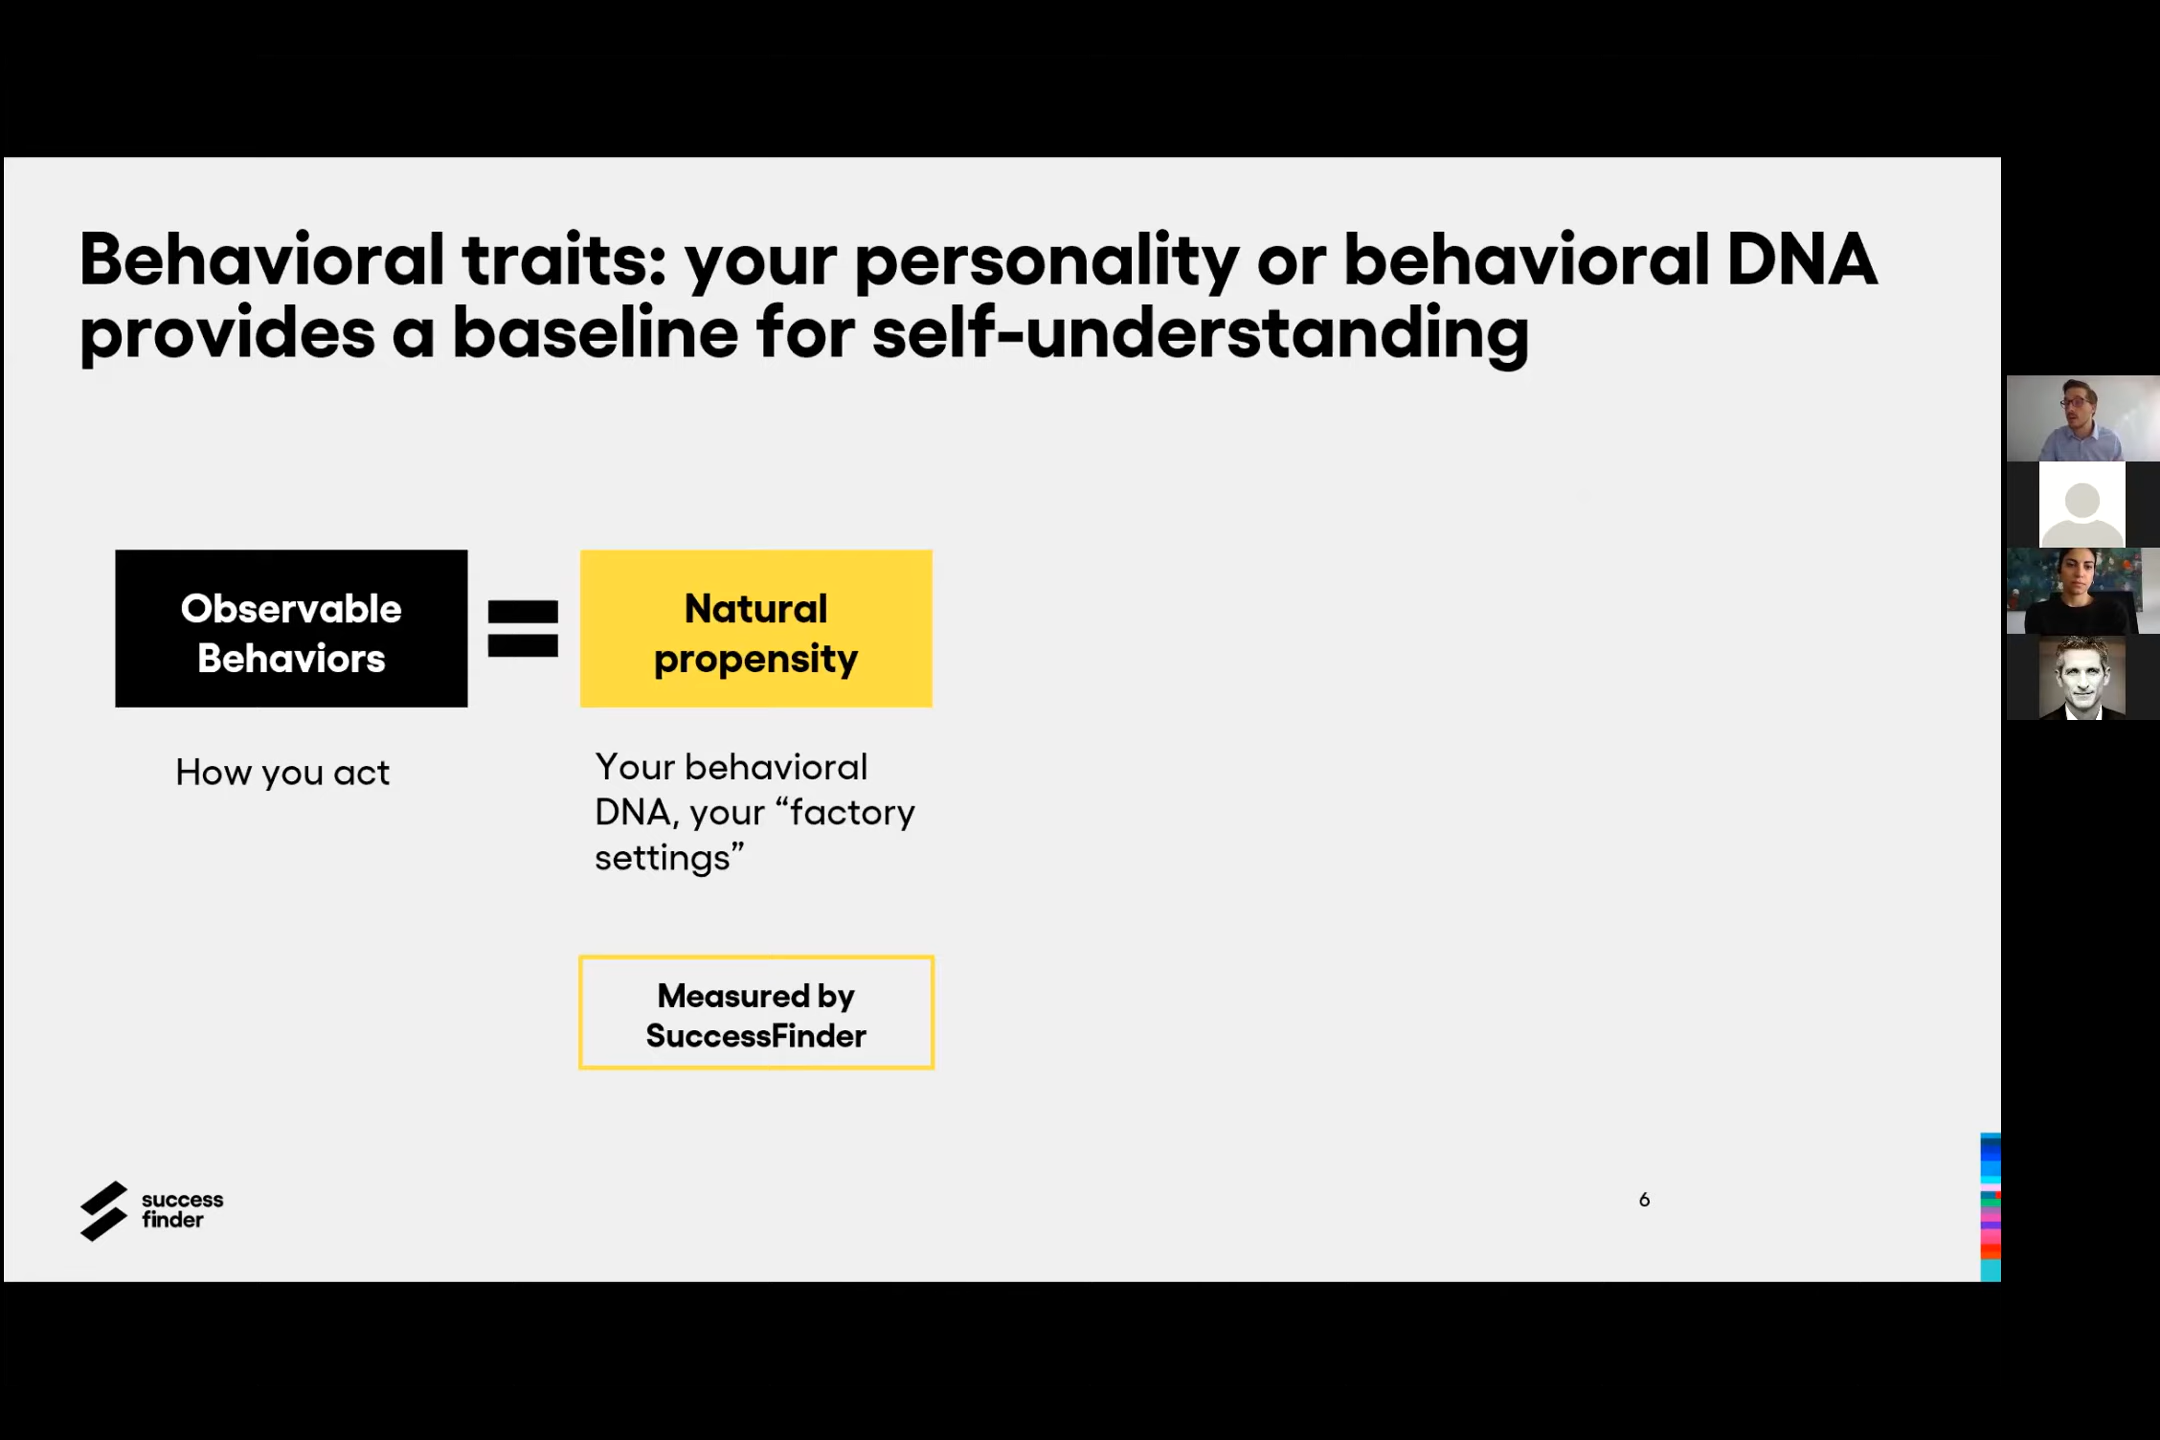 Behavioral traits: your personality or behavioral DNA
provides a baseline for self-understanding
Observable
Behaviors
=
Natural
propensity
How you act
Your behavioral
DNA, your “factory
settings”
Measured by
SuccessFinder
success
finder
6